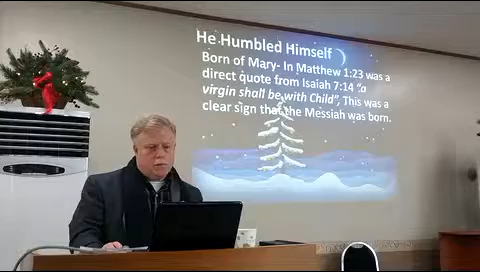 He Humbled Himself
Born of Mary- In Matthew 1:23 was a
direct quote from Isaiah 7:14 "a
virgin shall be with Child", This was a
clear sign that the Messiah was born.